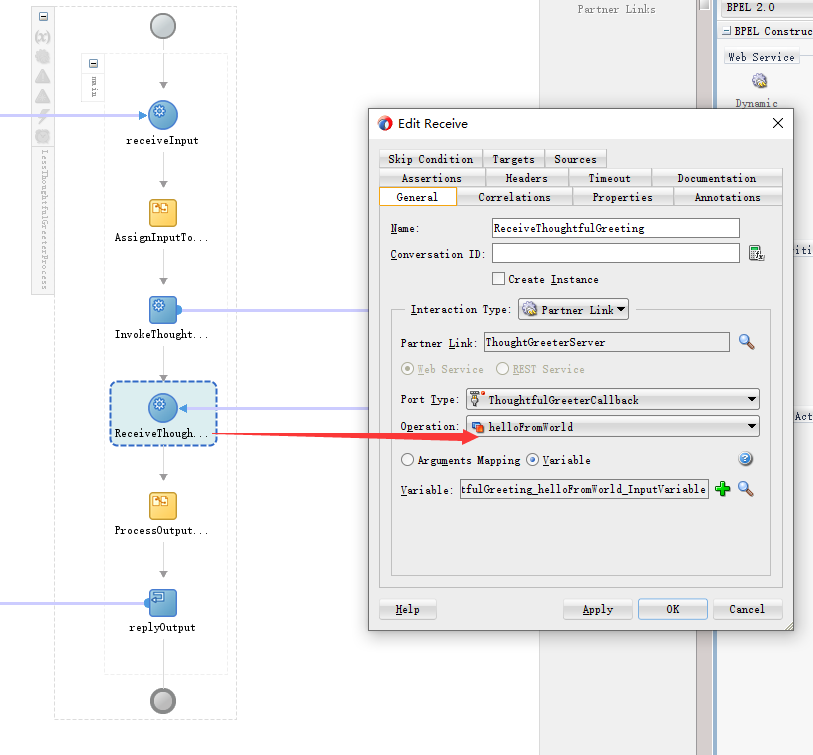 Partner Links
BPEL 2.0
BPEL Construc
Web Service
Dynamic
(x)
main
LessThoughtfulGreeterProcess
receiveInput
AssignInputTo...
InvokeThought...
ReceiveThough...
ProcessOutput...
replyOutput
Edit Receive
Skip Condition Targets Sources
Assertions Headers Timeout Documentation
General Correlations Properties Annotations
Name: ReceiveThoughtfulGreeting
Conversation ID:
Create Instance
Interaction Type: Partner Link
Partner Link: ThoughtGreeterServer
Web Service REST Service
Port Type: ThoughtfulGreeterCallback
Operation: helloFromWorld
Arguments Mapping Variable
Variable: tfulGreeting_helloFromWorld_InputVariable
Help Apply OK Cancel
iti
Act